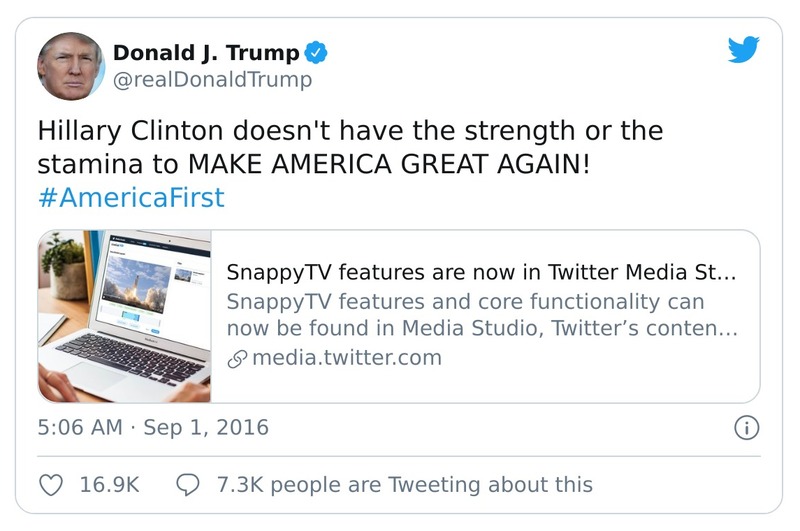 Donald J. Trump
@realDonaldTrump
Hillary Clinton doesn't have the strength or the
stamina to MAKE AMERICA GREAT AGAIN!
#AmericaFirst
SnappyTV features are now in Twitter Media St…
SnappyTV features and core functionality can
now be found in Media Studio, Twitter’s conten…
media.twitter.com
5:06 AM · Sep 1, 2016
16.9K 7.3K people are Tweeting about this